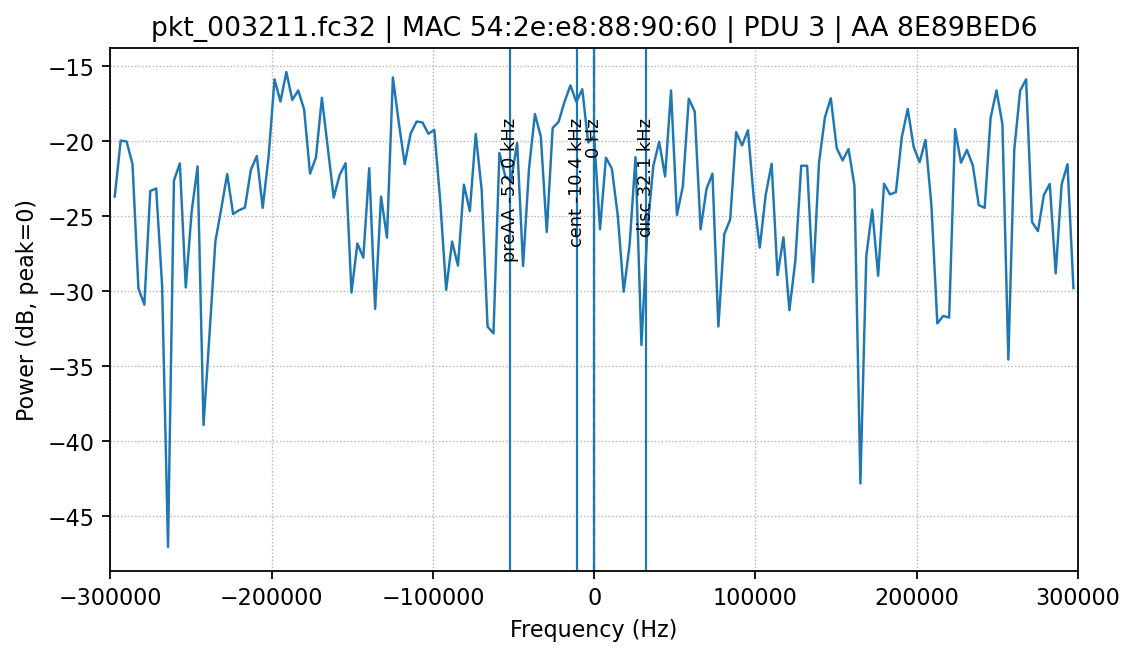 pkt_003211.fc32 | MAC 54:2e:e8:88:90:60 | PDU 3 | AA 8E89BED6
Power (dB, peak=0)
−15
−20
−25
−30
−35
−40
−45
preAA -52.0 kHz
cent -10.4 kHz
0 Hz
disc 32.1 kHz
−300000
−200000
−100000
0
100000
200000
300000
Frequency (Hz)